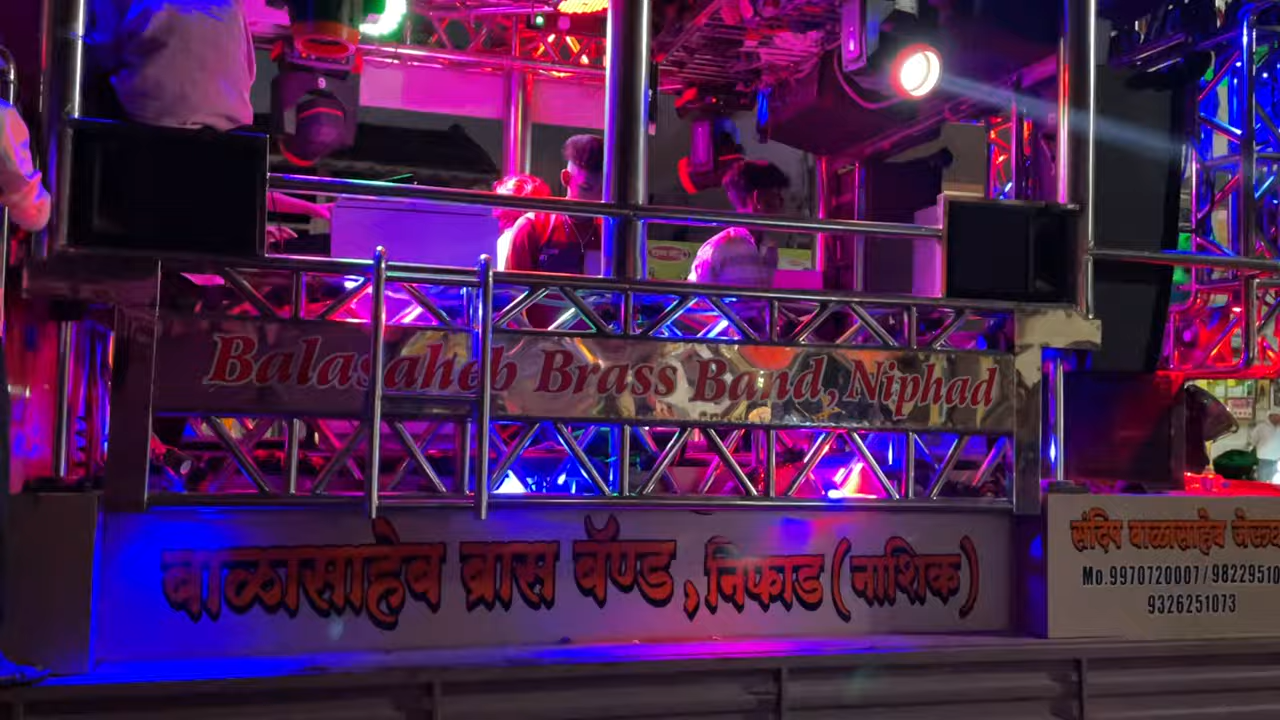 Balasaheb Brass Band, Niphad
बाळासाहेब ब्रास बॅण्ड, निफाड (नाशिक)
संदिप बाळासाहेब
Mo.9970720007 / 98229510
9326251073